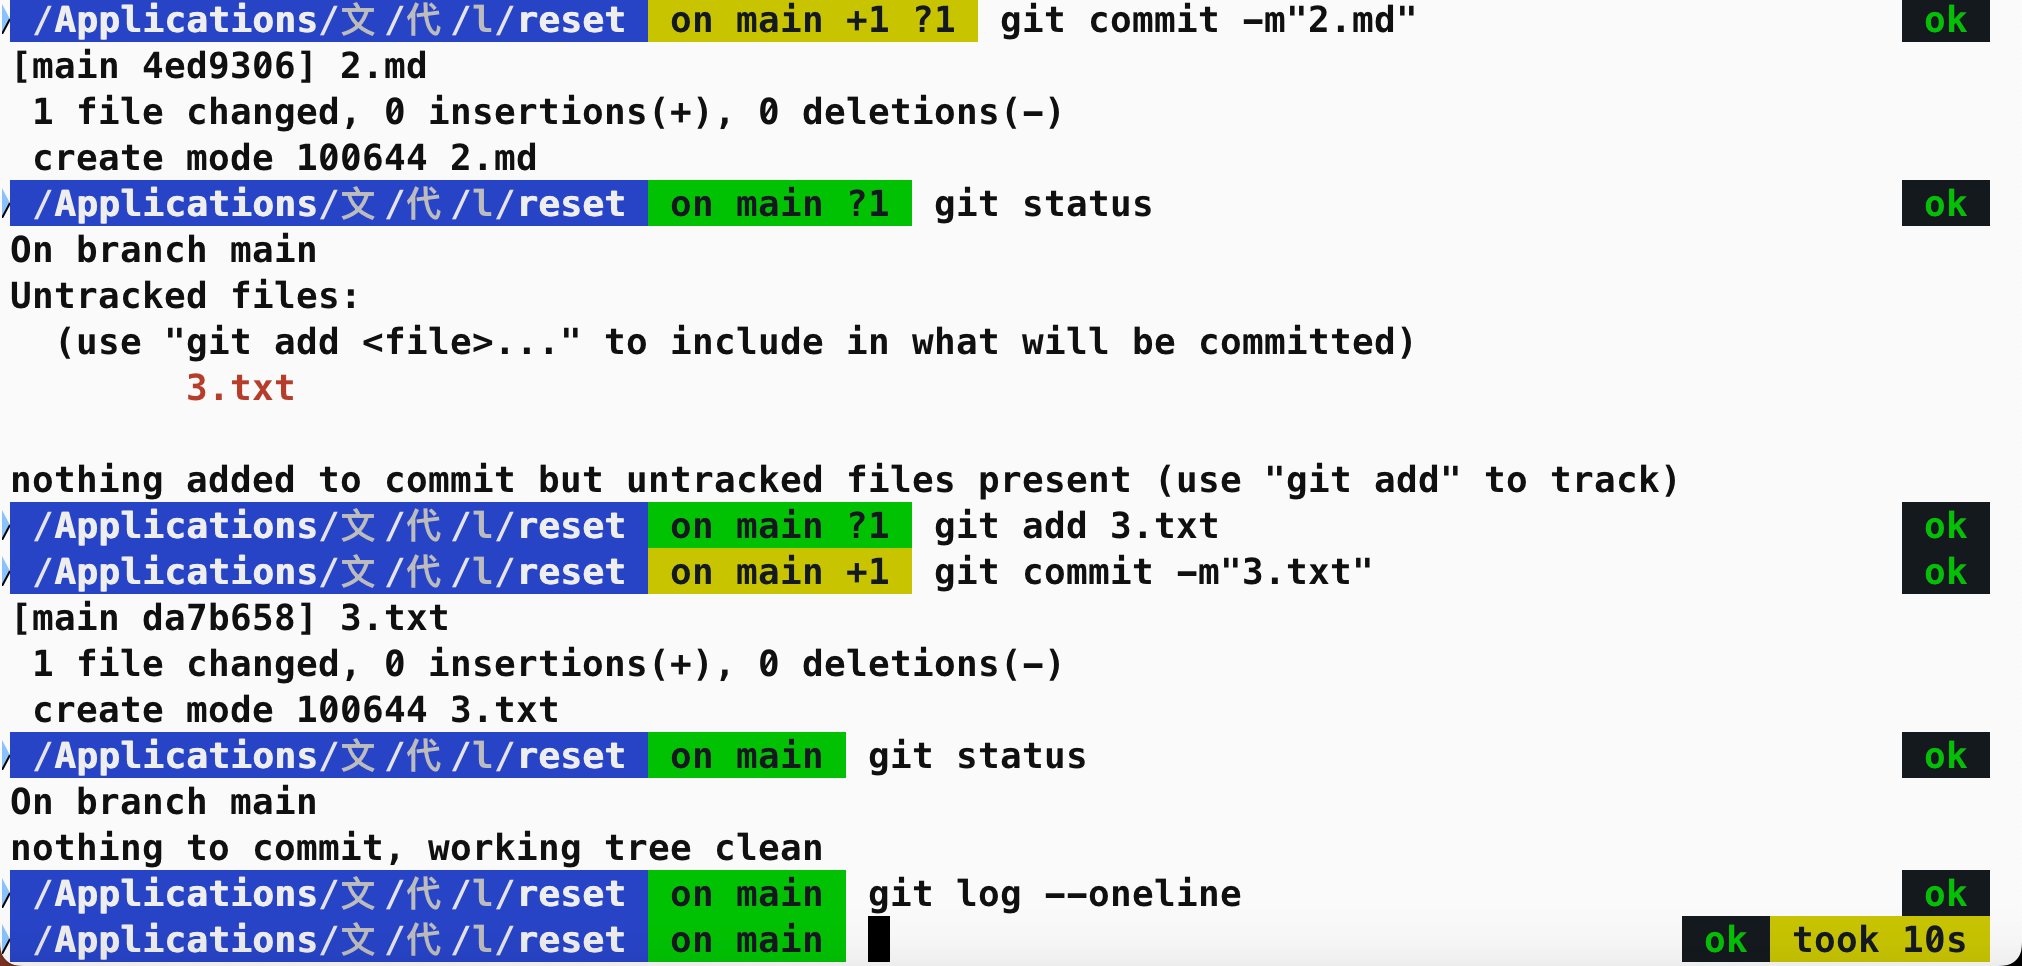 /Applications/文/代/l/reset on main +1 ?1 git commit -m"2.md" ok
[main 4ed9306] 2.md
1 file changed, 0 insertions(+), 0 deletions(-)
create mode 100644 2.md
/Applications/文/代/l/reset on main ?1 git status ok
On branch main
Untracked files:
(use "git add <file>..." to include in what will be committed)
3.txt
nothing added to commit but untracked files present (use "git add" to track)
/Applications/文/代/l/reset on main ?1 git add 3.txt ok
/Applications/文/代/l/reset on main +1 git commit -m"3.txt" ok
[main da7b658] 3.txt
1 file changed, 0 insertions(+), 0 deletions(-)
create mode 100644 3.txt
/Applications/文/代/l/reset on main git status ok
On branch main
nothing to commit, working tree clean
/Applications/文/代/l/reset on main git log --oneline ok
/Applications/文/代/l/reset on main ok took 10s